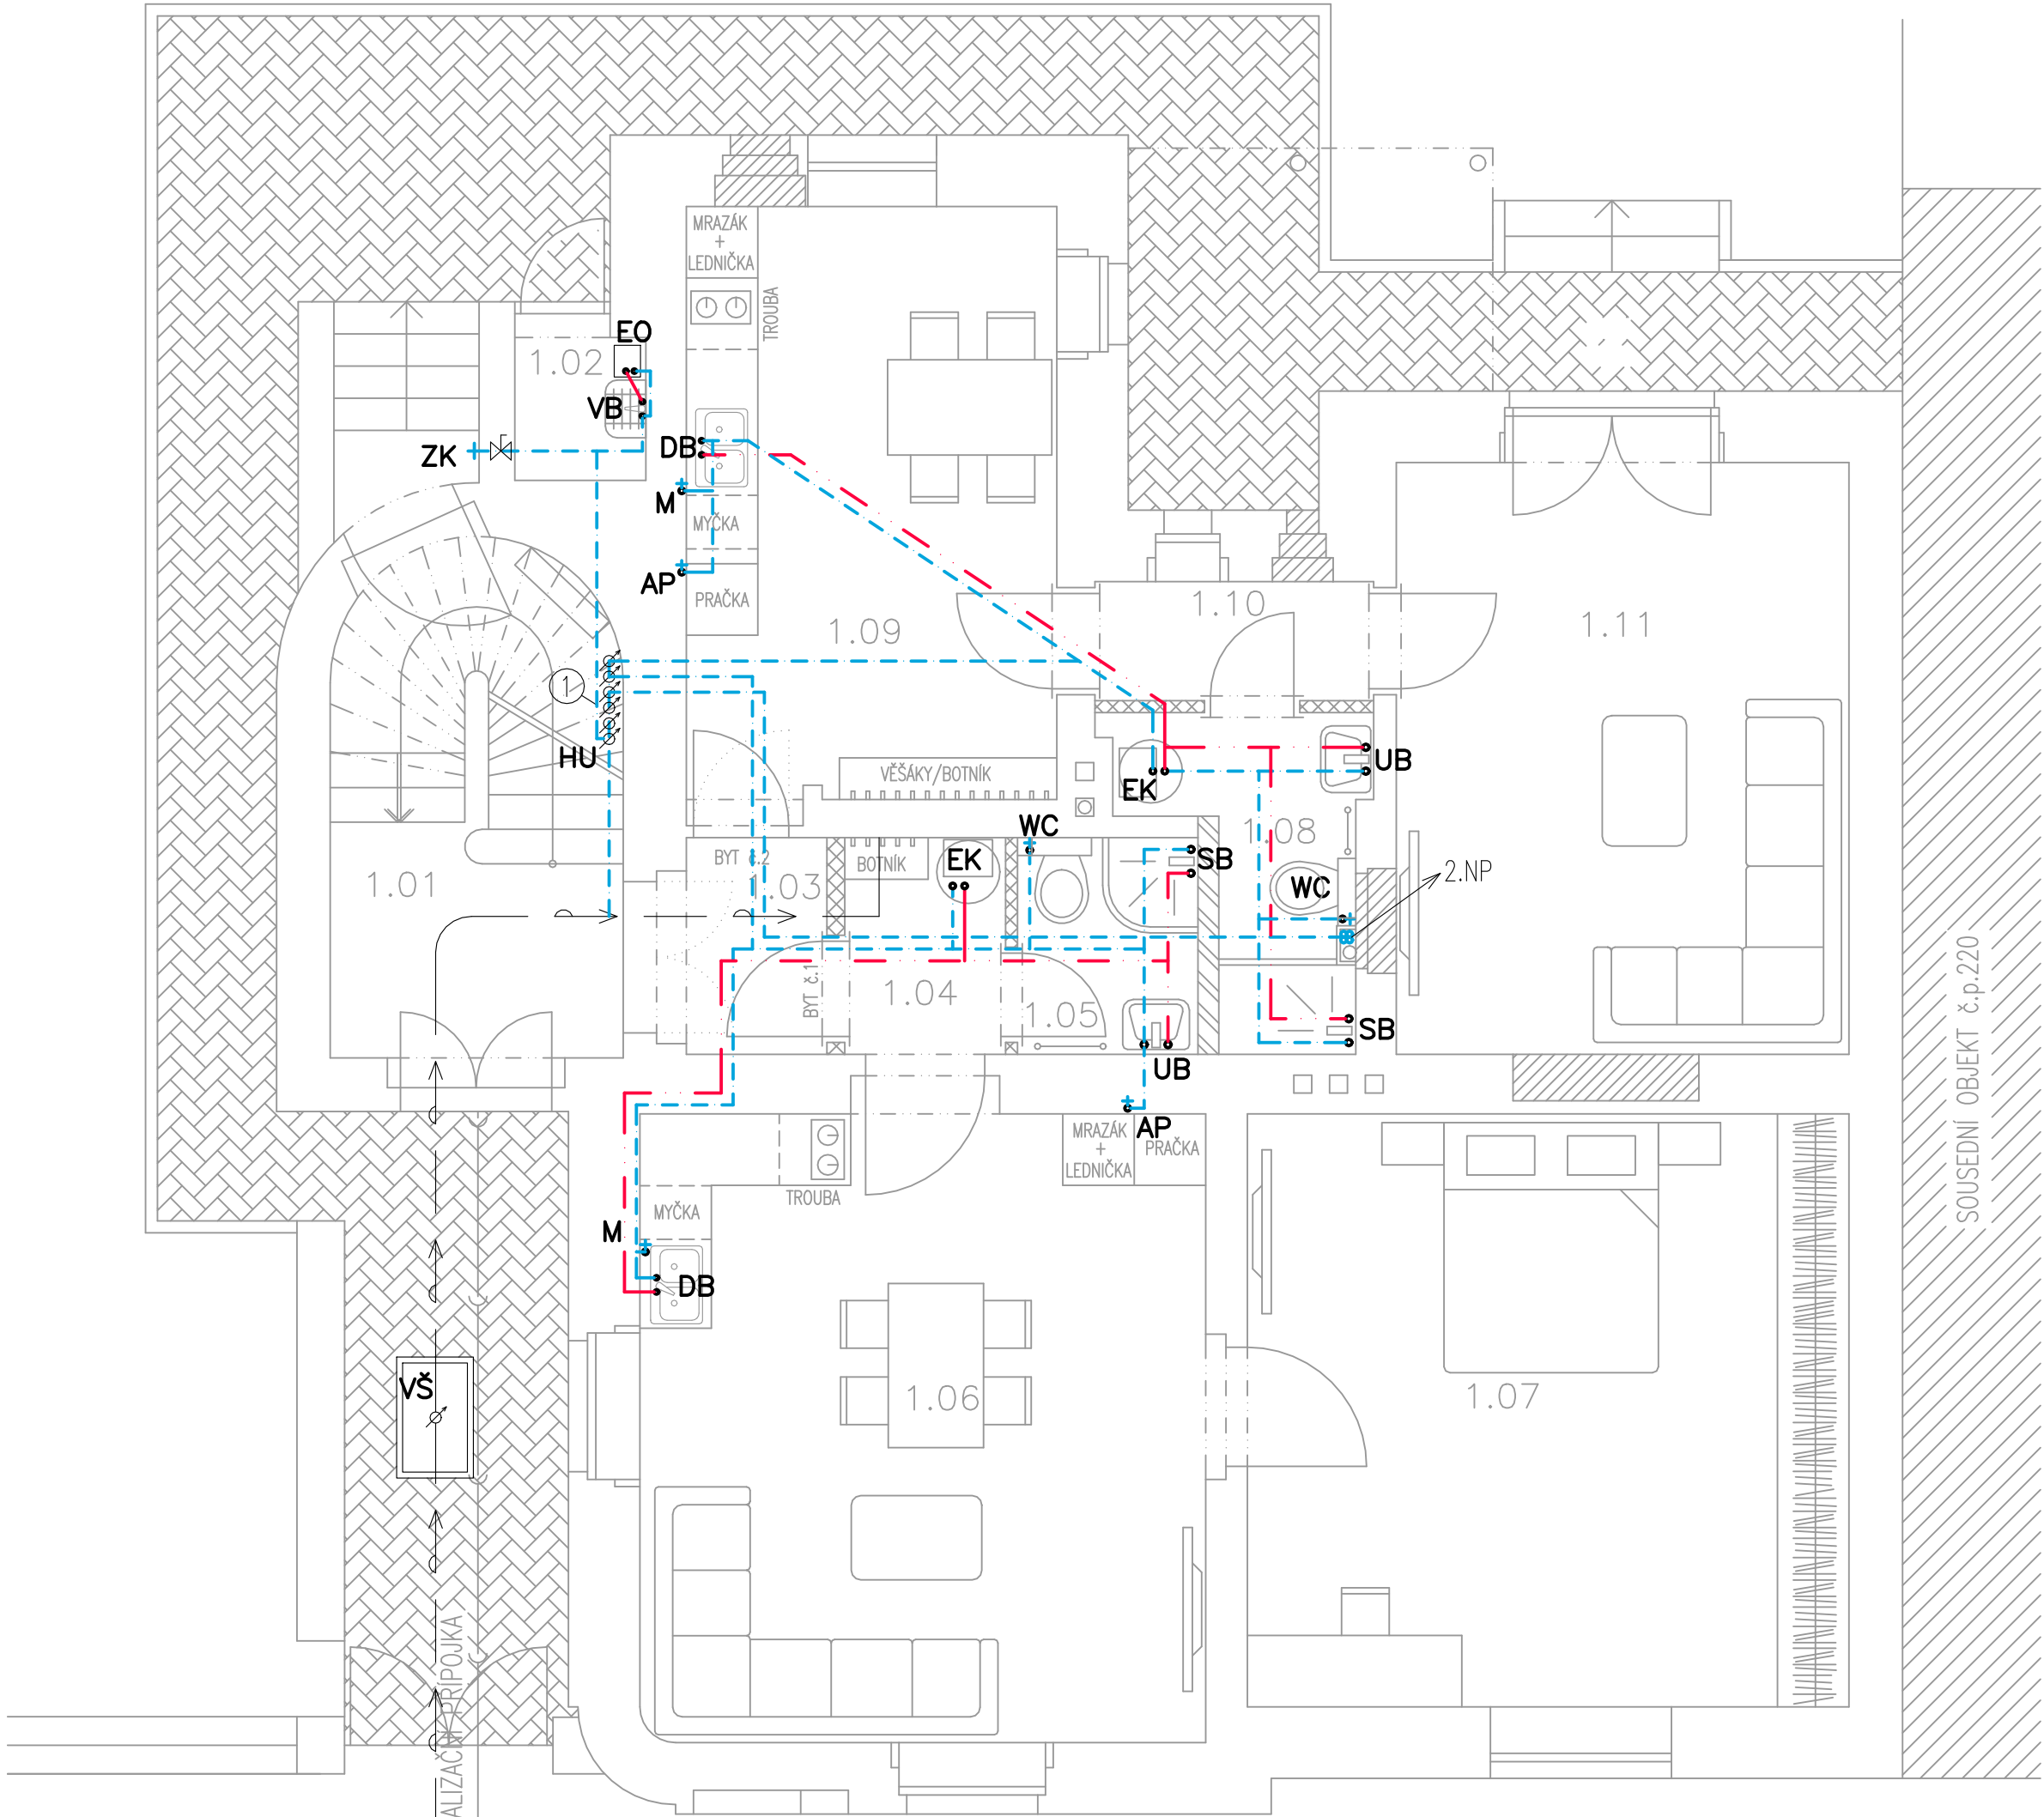 MRAZÁK
+
LEDNIČKA
TROUBA
EO
1.02
VB
ZK
DB
M
MYČKA
AP
PRAČKA
1.09
1.10
1.11
1
HU
VĚŠÁKY/BOTNÍK
UB
EK
WC
1.08
BYT č.2
BOTNÍK
EK
SB
2.NP
1.01
1.03
WC
BYT č.1
1.04
1.05
SB
UB
SOUSEDNÍ OBJEKT č.p.220
AP
MRAZÁK
+
LEDNIČKA
PRAČKA
TROUBA
MYČKA
M
DB
VŠ
1.06
1.07
ALIZAČNÍ PŘÍPOJKA